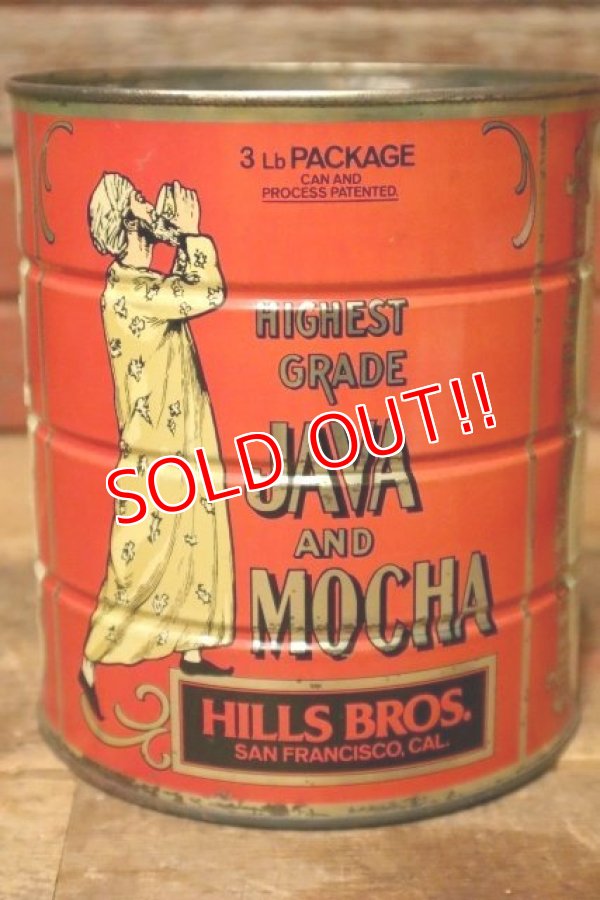 3 Lb PACKAGE
CAN AND
PROCESS PATENTED.
HIGHEST
GRADE
JAVA
AND
MOCHA
SOLD OUT!!
HILLS BROS.
SAN FRANCISCO, CAL.